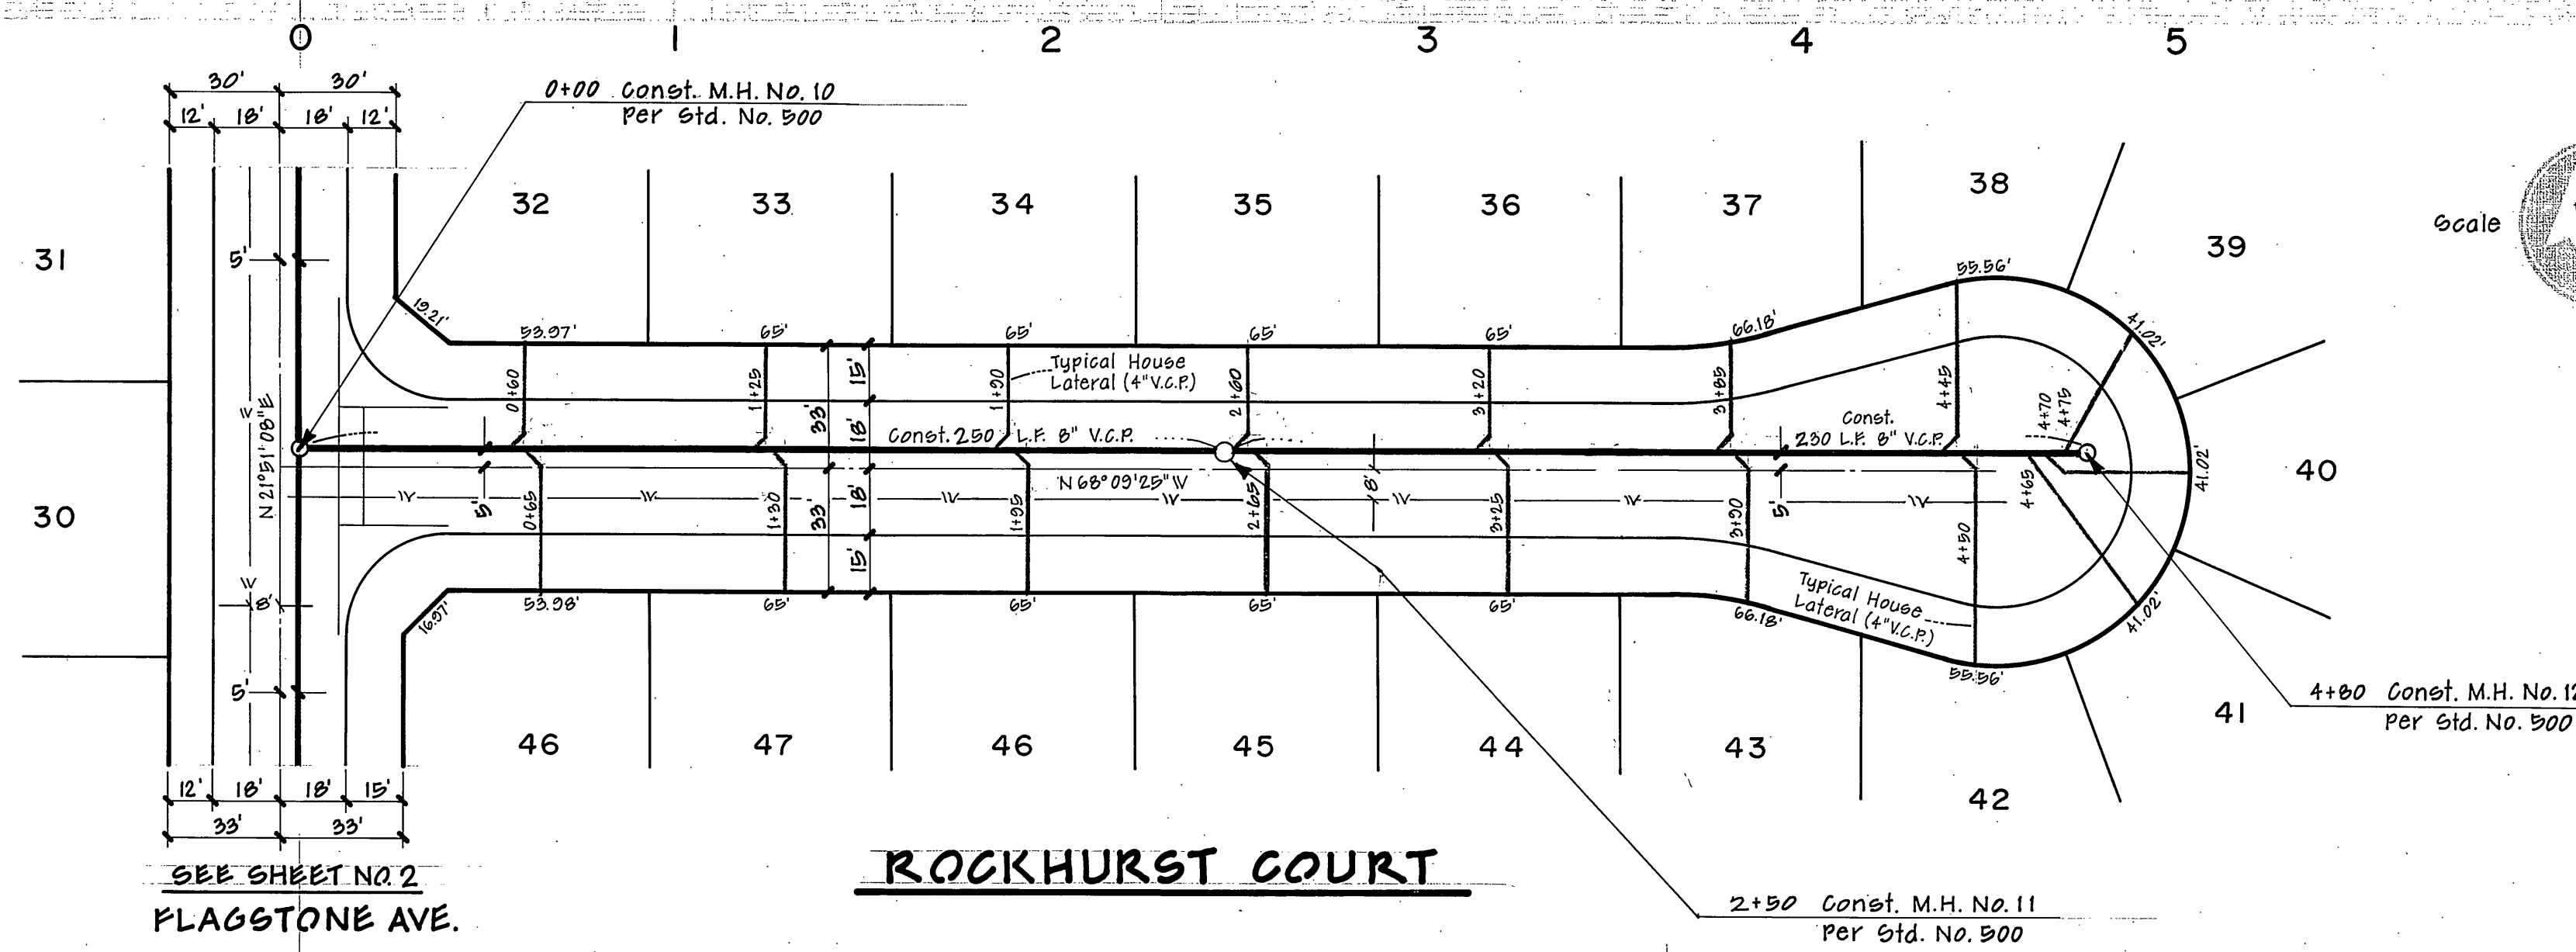 0 1 2 3 4 5
30' 30'
12' 18' 18' 12'
0+00 Const. M.H. No. 10
Per Std. No. 500
31 32 33 34 35 36 37 38 39
Scale
5'
19.21'
53.97' 65' 65' 65' 65' 66.18' 55.56' 41.02'
Typical House
Lateral (4" V.C.P.)
0+60 1+25 1+90 2+60 3+20 3+85 4+45 4+70 4+75
33' 15' 18'
Const. 250 L.F. 8" V.C.P.
Const.
230 L.F. 8" V.C.P.
N 21°51'08" E
N 68°09'25" W
W W W W W W W W W
5' 8' 5'
30 40
41.02'
0+65 1+30 1+95 2+65 3+25 3+90 4+50 4+65
33' 18' 15'
8'
Typical House
Lateral (4" V.C.P.)
16.97' 53.98' 65' 65' 65' 65' 66.18' 55.56' 41.02'
5'
46 47 46 45 44 43 42 41
4+80 Const. M.H. No. 12
Per Std. No. 500
12' 18' 18' 15'
33' 33'
SEE SHEET NO. 2
FLAGSTONE AVE.
ROCKHURST COURT
2+50 Const. M.H. No. 11
Per Std. No. 500